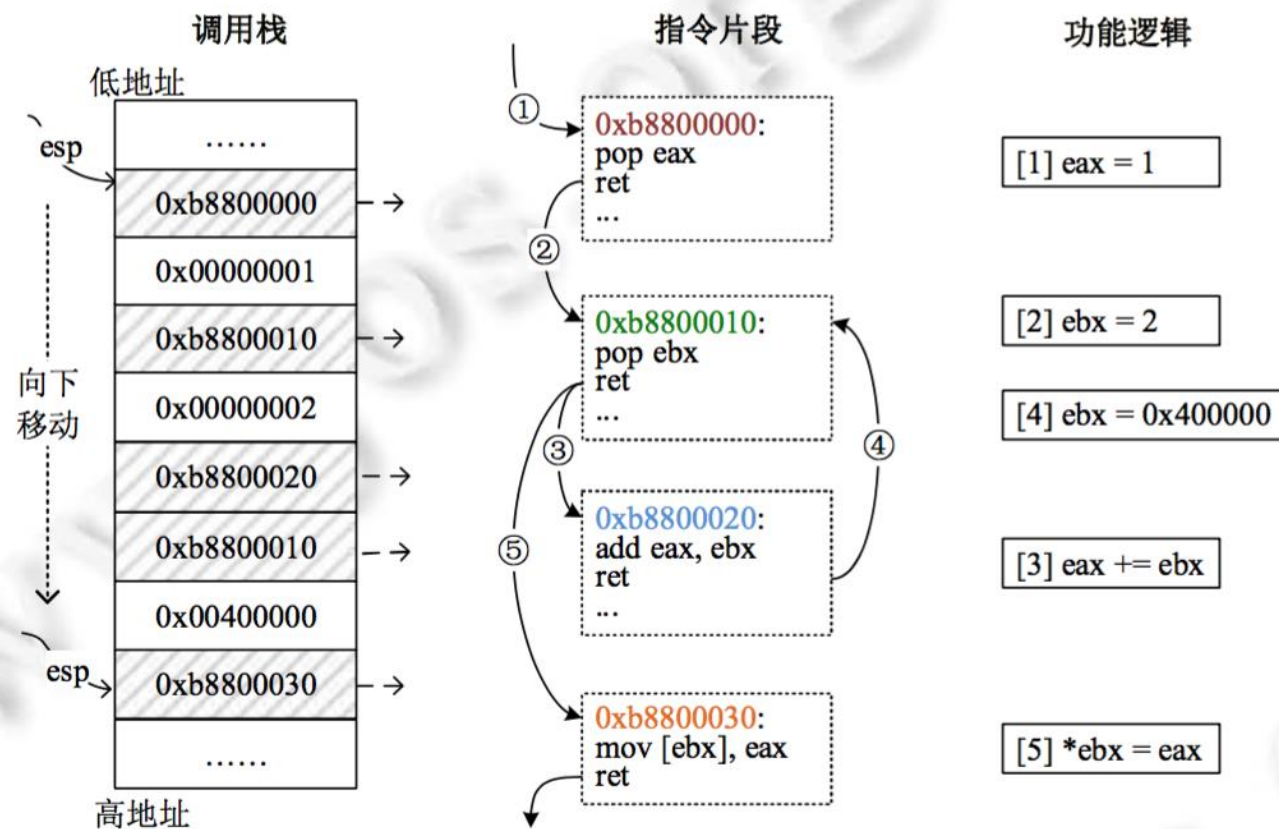 调用栈
指令片段
功能逻辑
低地址
esp
向下
移动
esp
……
0xb8800000
0x00000001
0xb8800010
0x00000002
0xb8800020
0xb8800010
0x00400000
0xb8800030
……
高地址
①
0xb8800000:
pop eax
ret
...
②
0xb8800010:
pop ebx
ret
...
③
④
0xb8800020:
add eax, ebx
ret
...
⑤
0xb8800030:
mov [ebx], eax
ret
[1] eax = 1
[2] ebx = 2
[4] ebx = 0x400000
[3] eax += ebx
[5] *ebx = eax